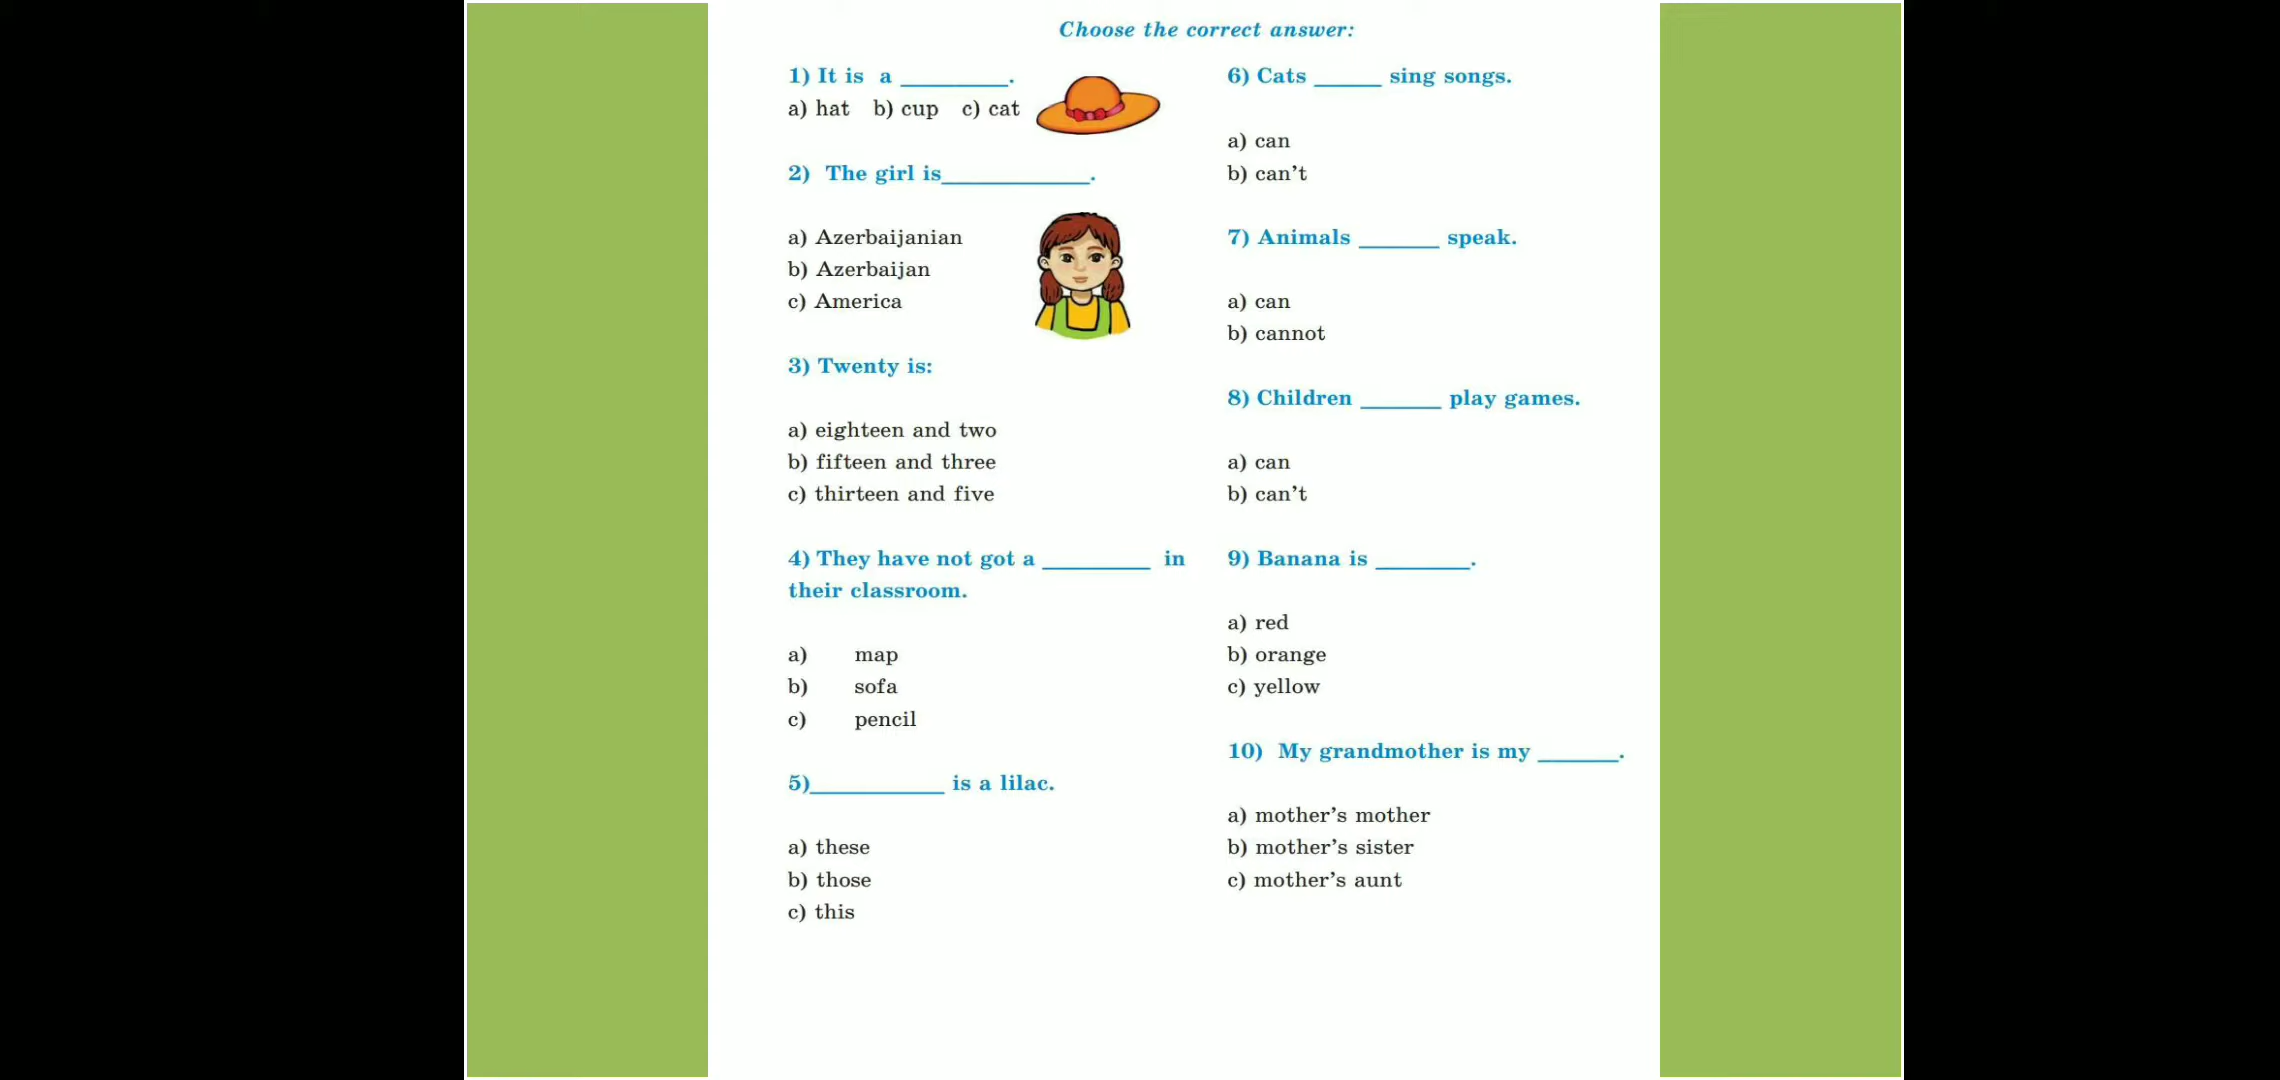 Choose the correct answer:
1) It is a ________.
a) hat b) cup c) cat
2) The girl is___________.
a) Azerbaijanian
b) Azerbaijan
c) America
3) Twenty is:
a) eighteen and two
b) fifteen and three
c) thirteen and five
4) They have not got a ________ in
their classroom.
a) map
b) sofa
c) pencil
5)__________ is a lilac.
a) these
b) those
c) this
6) Cats _____ sing songs.
a) can
b) can’t
7) Animals ______ speak.
a) can
b) cannot
8) Children ______ play games.
a) can
b) can’t
9) Banana is _______.
a) red
b) orange
c) yellow
10) My grandmother is my ______.
a) mother’s mother
b) mother’s sister
c) mother’s aunt